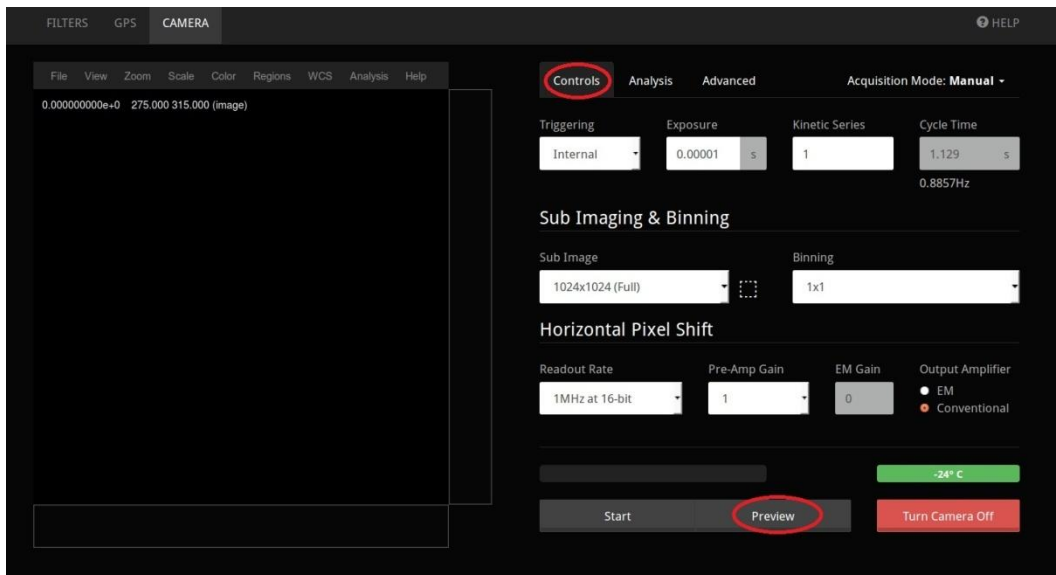 FILTERS GPS CAMERA HELP
File View Zoom Scale Color Regions WCS Analysis Help
0.000000000e+0 275.000 315.000 (image)
Controls Analysis Advanced Acquisition Mode: Manual
Triggering Exposure Kinetic Series Cycle Time
Internal 0.00001 s 1 1.129 s
0.8857Hz
Sub Imaging & Binning
Sub Image Binning
1024x1024 (Full) 1x1
Horizontal Pixel Shift
Readout Rate Pre-Amp Gain EM Gain Output Amplifier
1MHz at 16-bit 1 0 EM
Conventional
-24° C
Start Preview Turn Camera Off